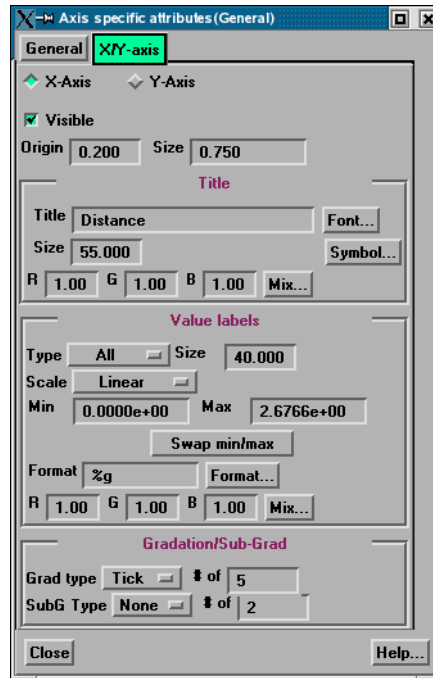 Axis specific attributes(General)
General X/Y-axis
X-Axis Y-Axis
Visible
Origin 0.200 Size 0.750
Title
Title Distance Font...
Size 55.000 Symbol...
R 1.00 G 1.00 B 1.00 Mix...
Value labels
Type All Size 40.000
Scale Linear
Min 0.0000e+00 Max 2.6766e+00
Swap min/max
Format %g Format...
R 1.00 G 1.00 B 1.00 Mix...
Gradation/Sub-Grad
Grad type Tick # of 5
SubG Type None # of 2
Close Help...